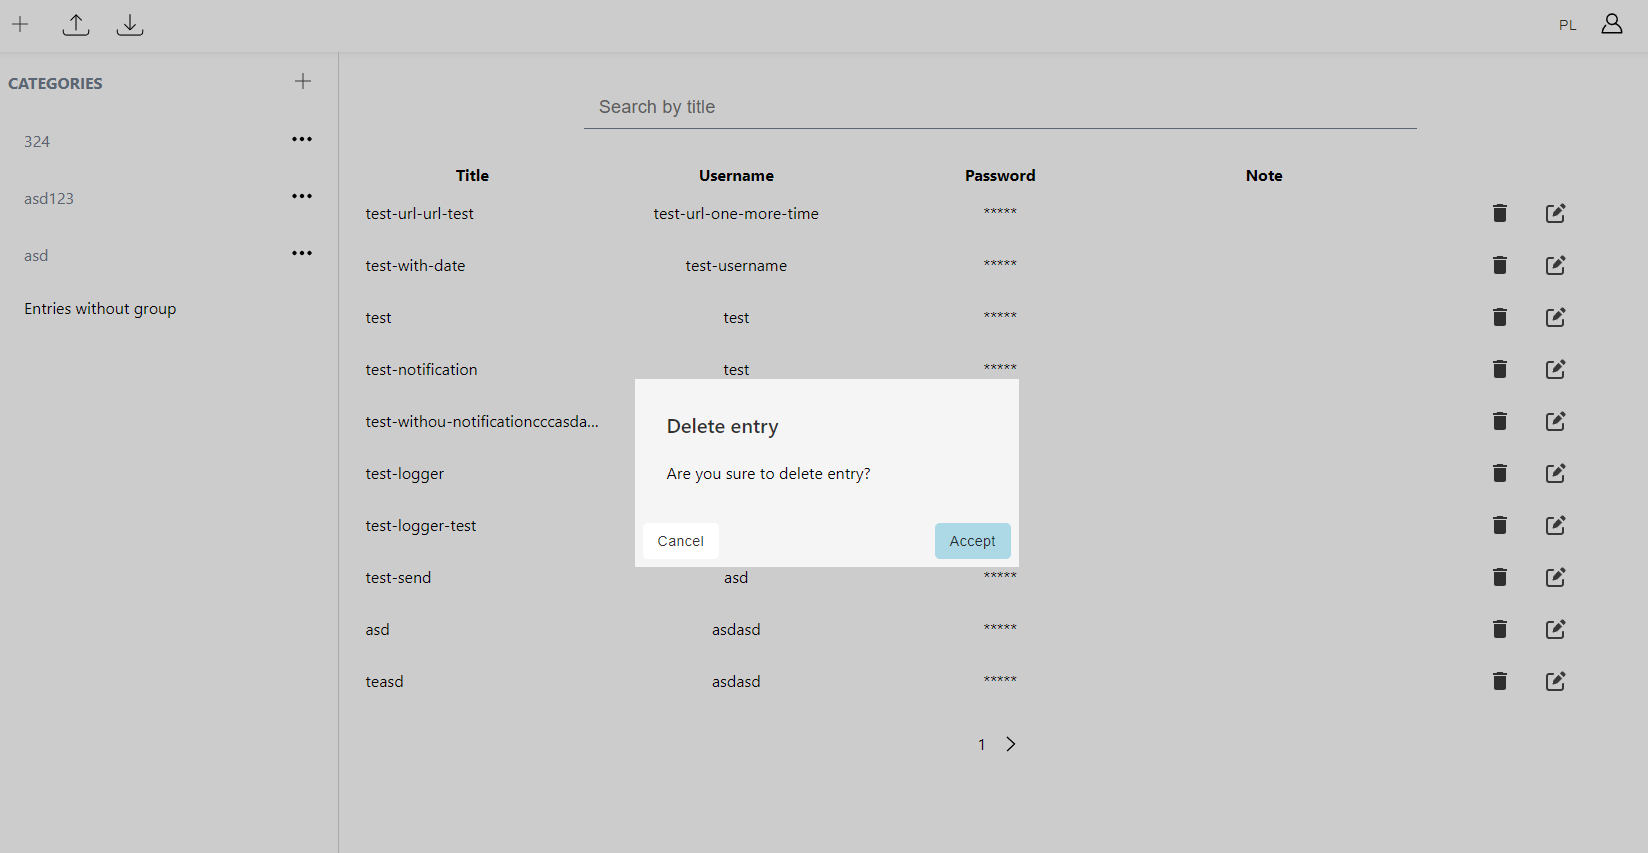 PL
CATEGORIES
324
asd123
asd
Entries without group
Search by title
Title Username Password Note
test-url-url-test test-url-one-more-time *****
test-with-date test-username *****
test test *****
test-notification test *****
test-withou-notificationcccasda...
test-logger
test-logger-test
test-send asd *****
asd asdasd *****
teasd asdasd *****
1
Delete entry
Are you sure to delete entry?
Cancel Accept